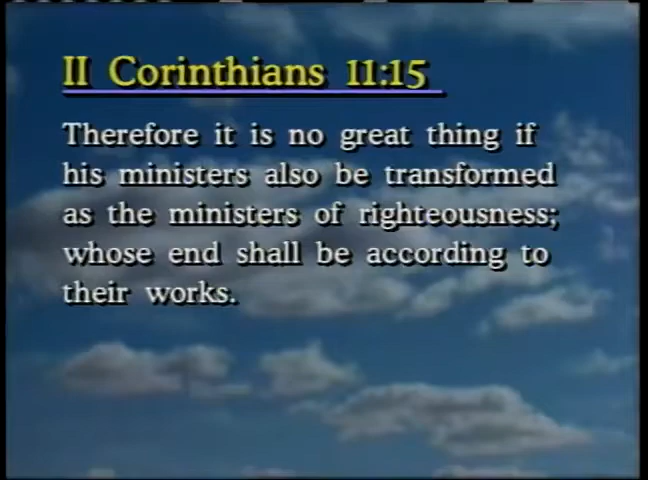 II Corinthians 11:15
Therefore it is no great thing if
his ministers also be transformed
as the ministers of righteousness;
whose end shall be according to
their works.